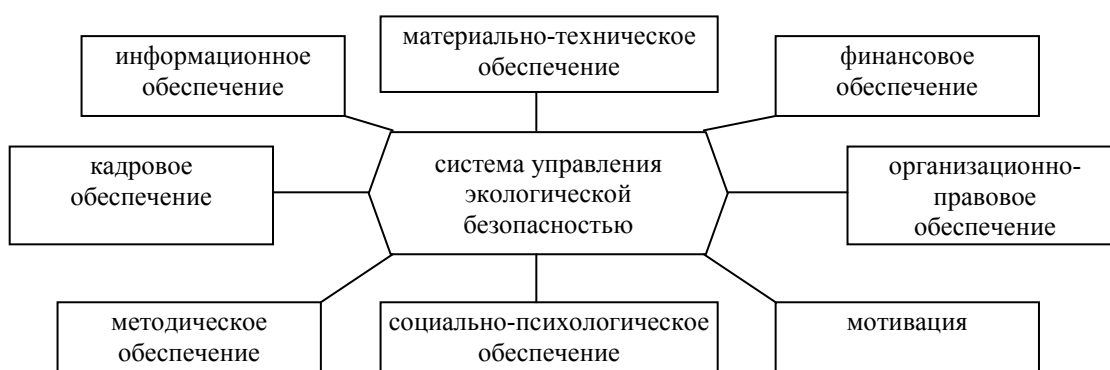 информационное
обеспечение
материально-техническое
обеспечение
финансовое
обеспечение
кадровое
обеспечение
система управления
экологической
безопасностью
организационно-
правовое
обеспечение
методическое
обеспечение
социально-психологическое
обеспечение
мотивация